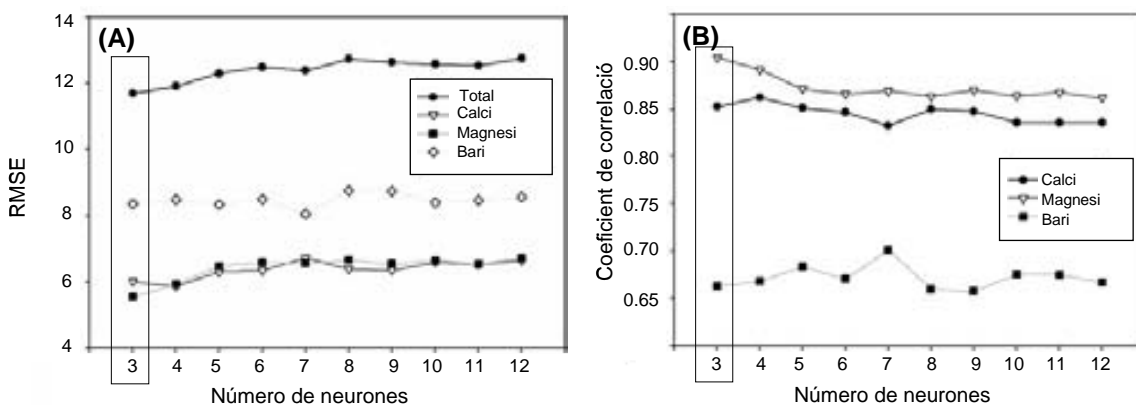 (A)
14
12
10
8
6
4
RMSE
Total
Calci
Magnesi
Bari
3 4 5 6 7 8 9 10 11 12
Número de neurones
(B)
0.90
0.85
0.80
0.75
0.70
0.65
Coeficient de correlació
Calci
Magnesi
Bari
3 4 5 6 7 8 9 10 11 12
Número de neurones